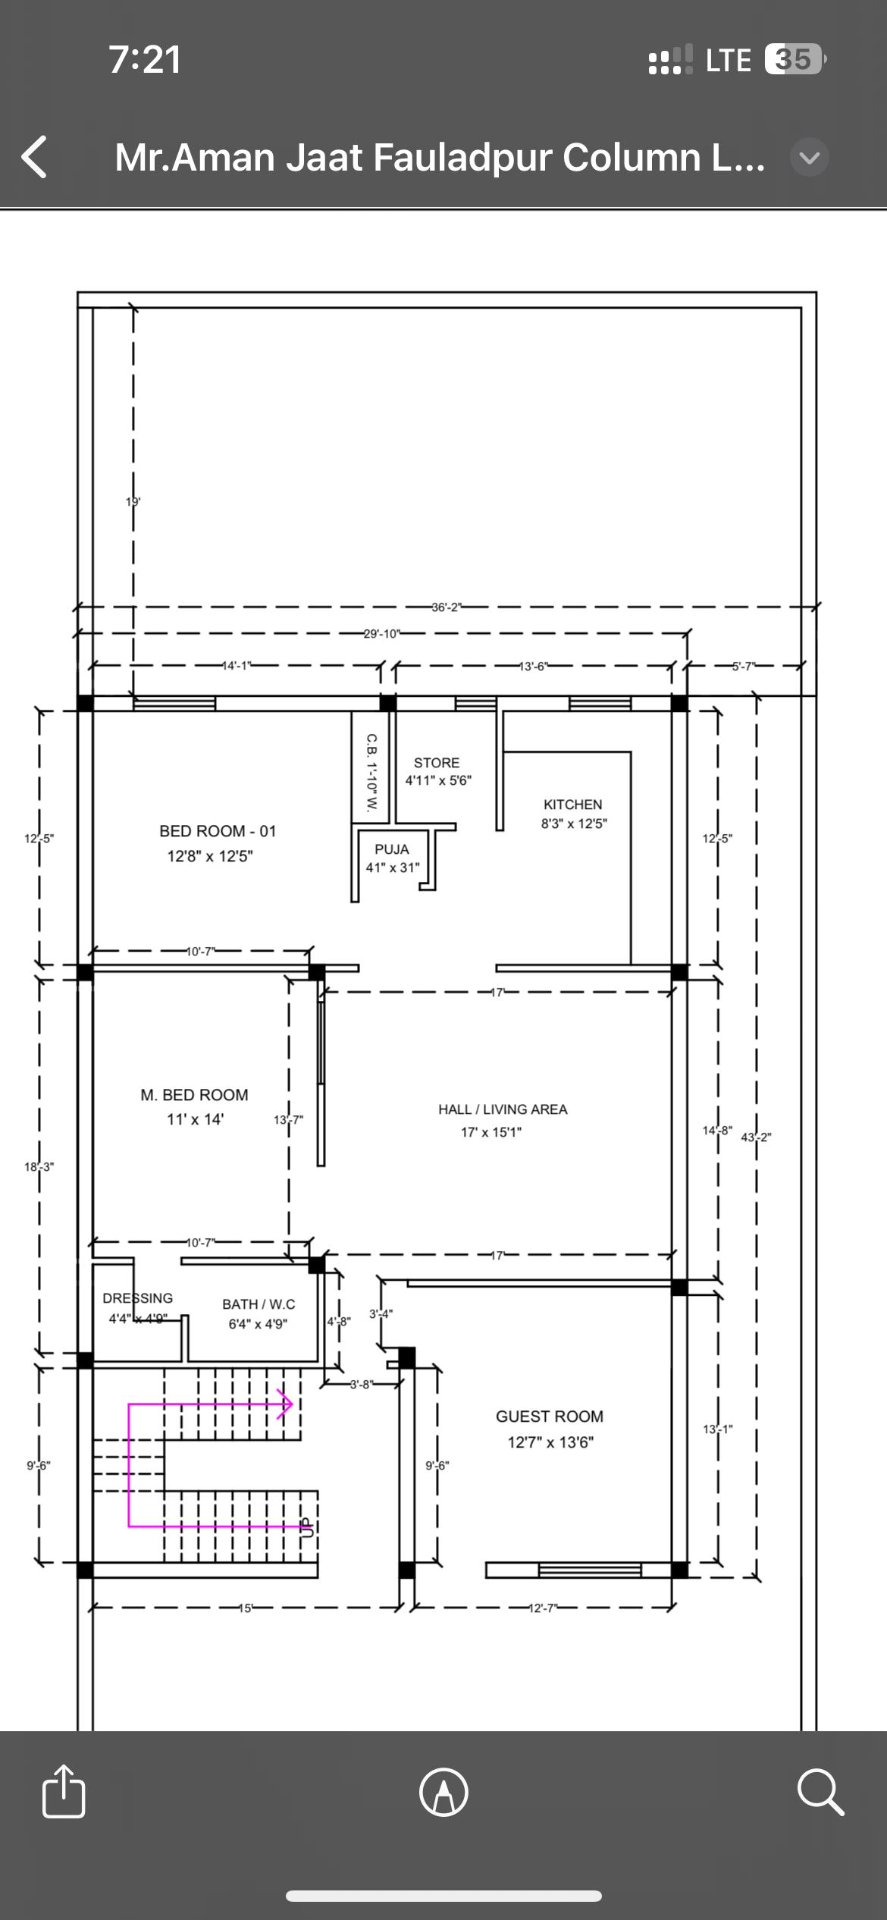 7:21
LTE 35
Mr.Aman Jaat Fauladpur Column L...
19'
36'-2"
29'-10"
14'-1"
13'-6"
5'-7"
C.B. 1'-10" W.
STORE
4'11" x 5'6"
KITCHEN
8'3" x 12'5"
BED ROOM - 01
12'8" x 12'5"
12'-5"
12'-5"
PUJA
41" x 31"
10'-7"
17'
M. BED ROOM
11' x 14'
13'-7"
HALL / LIVING AREA
17' x 15'1"
14'-8"
43'-2"
18'-3"
10'-7"
17'
DRESSING
4'4" x 4'9"
BATH / W.C
6'4" x 4'9"
4'-8"
3'-4"
3'-8"
GUEST ROOM
12'7" x 13'6"
13'-1"
9'-6"
9'-6"
UP
15'
12'-7"